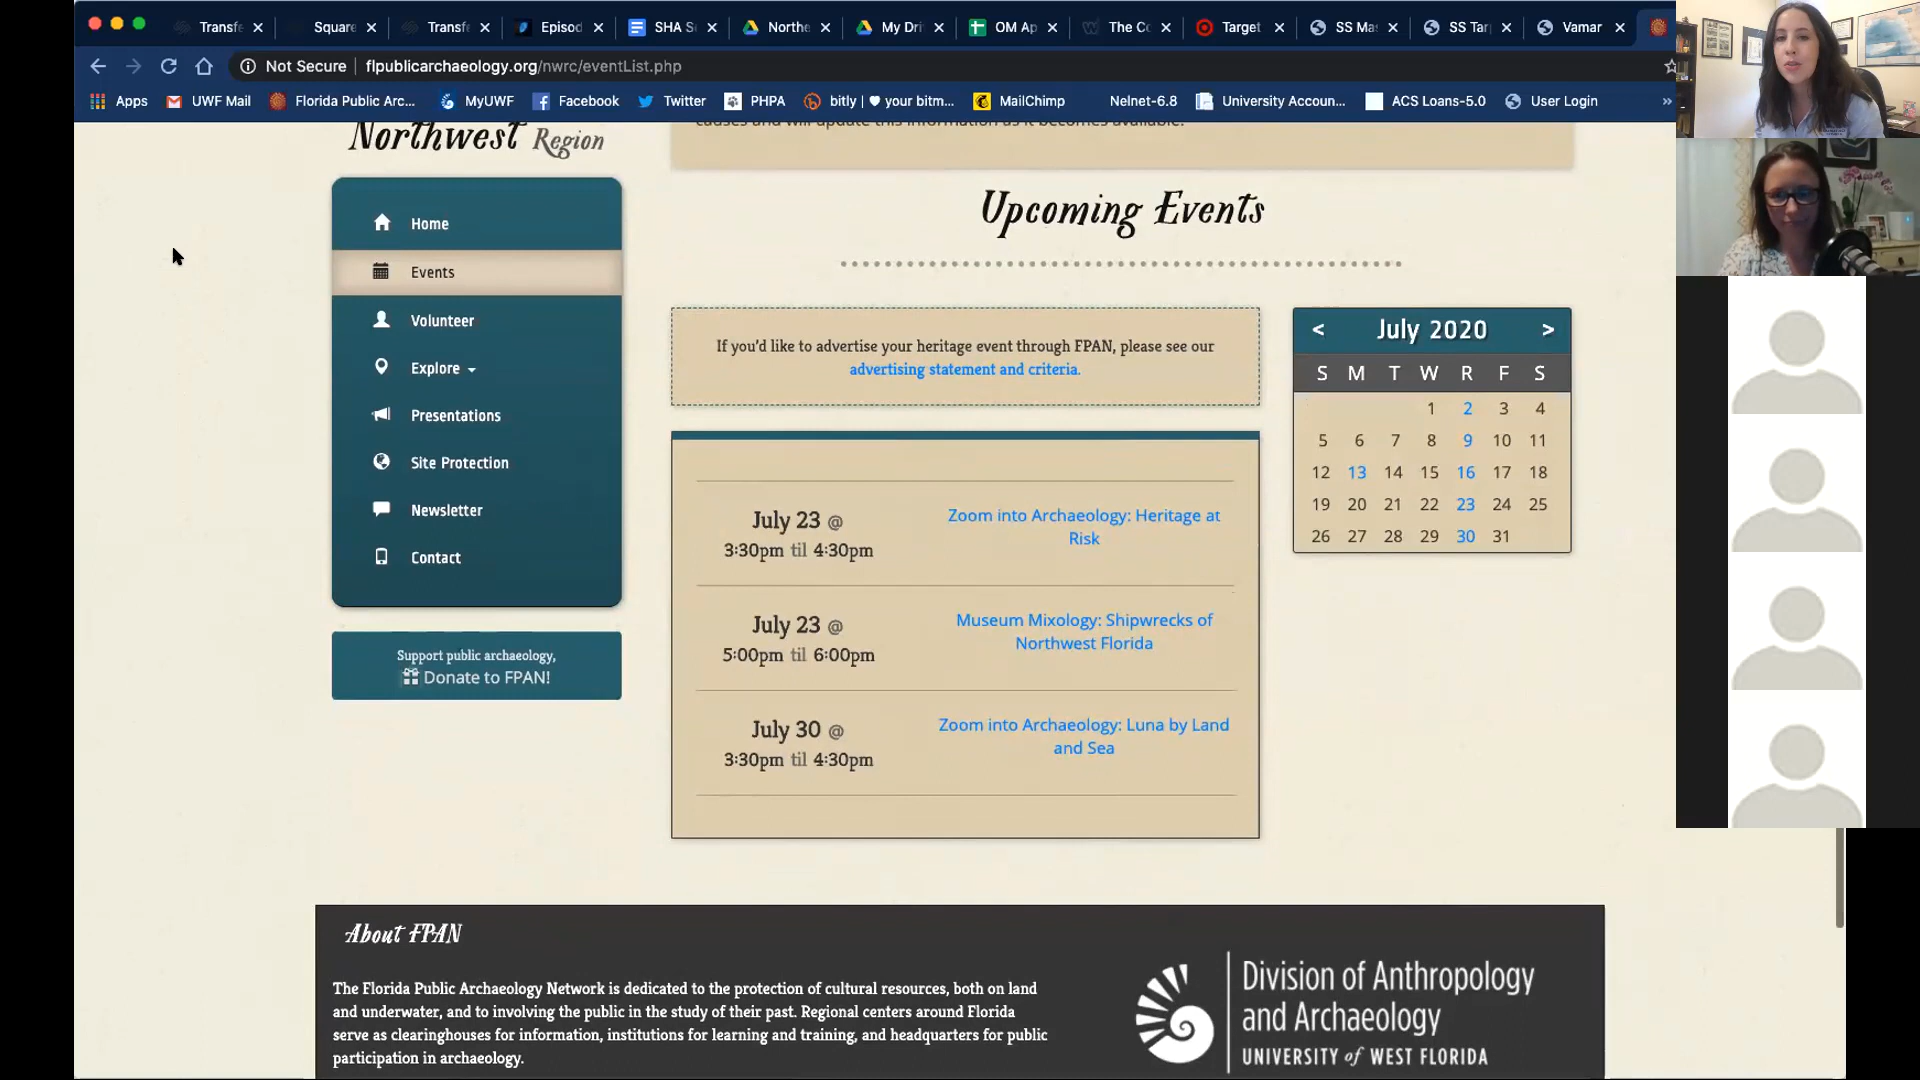 Transfe
Square
Transfe
Episod
SHA S
Northe
My Dri
OM Ap
The Co
Target
SS Ma
SS Tar
Vamar
Not Secure | flpublicarchaeology.org/nwrc/eventList.php
Apps UWF Mail Florida Public Arc... MyUWF Facebook Twitter PHPA bitly | ♥ your bitm... MailChimp Nelnet-6.8 University Accoun... ACS Loans-5.0 User Login »
Northwest Region
causes and will update this information as it becomes available.
Home
Events
Volunteer
Explore
Presentations
Site Protection
Newsletter
Contact
Support public archaeology,
Donate to FPAN!
Upcoming Events
If you'd like to advertise your heritage event through FPAN, please see our
advertising statement and criteria.
July 23 @
3:30pm til 4:30pm
Zoom into Archaeology: Heritage at
Risk
July 23 @
5:00pm til 6:00pm
Museum Mixology: Shipwrecks of
Northwest Florida
July 30 @
3:30pm til 4:30pm
Zoom into Archaeology: Luna by Land
and Sea
< July 2020 >
S M T W R F S
1 2 3 4
5 6 7 8 9 10 11
12 13 14 15 16 17 18
19 20 21 22 23 24 25
26 27 28 29 30 31
About FPAN
The Florida Public Archaeology Network is dedicated to the protection of cultural resources, both on land
and underwater, and to involving the public in the study of their past. Regional centers around Florida
serve as clearinghouses for information, institutions for learning and training, and headquarters for public
participation in archaeology.
Division of Anthropology
and Archaeology
UNIVERSITY of WEST FLORIDA